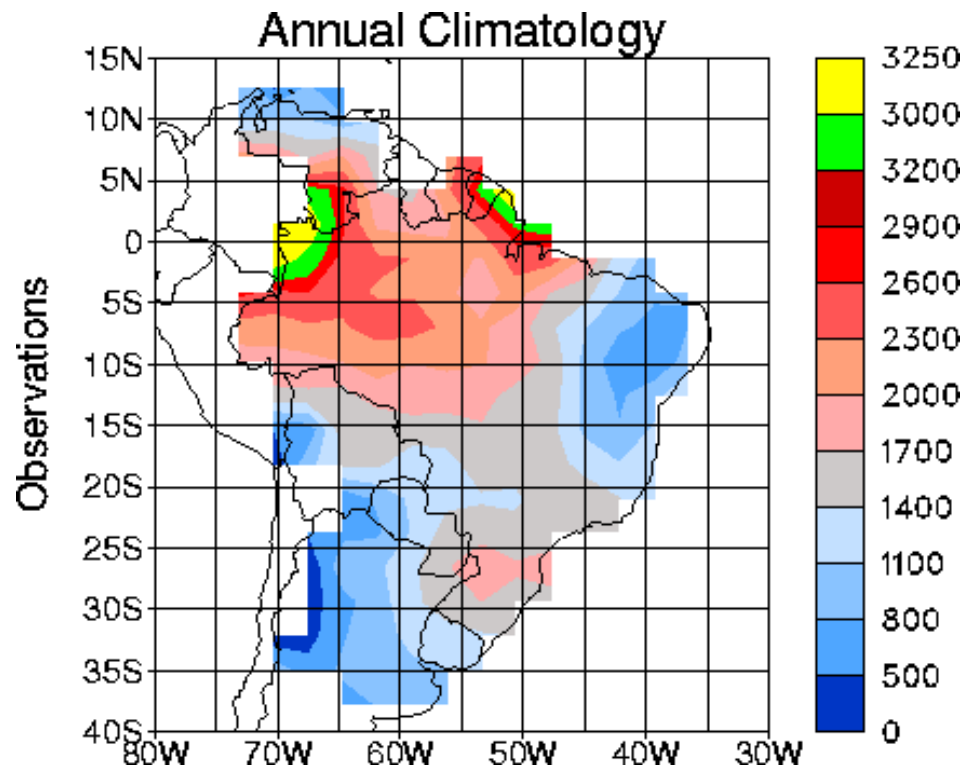 Annual Climatology
Observations
15N
10N
5N
0
5S
10S
15S
20S
25S
30S
35S
40S
80W 70W 60W 50W 40W 30W
3250
3000
3200
2900
2600
2300
2000
1700
1400
1100
800
500
0